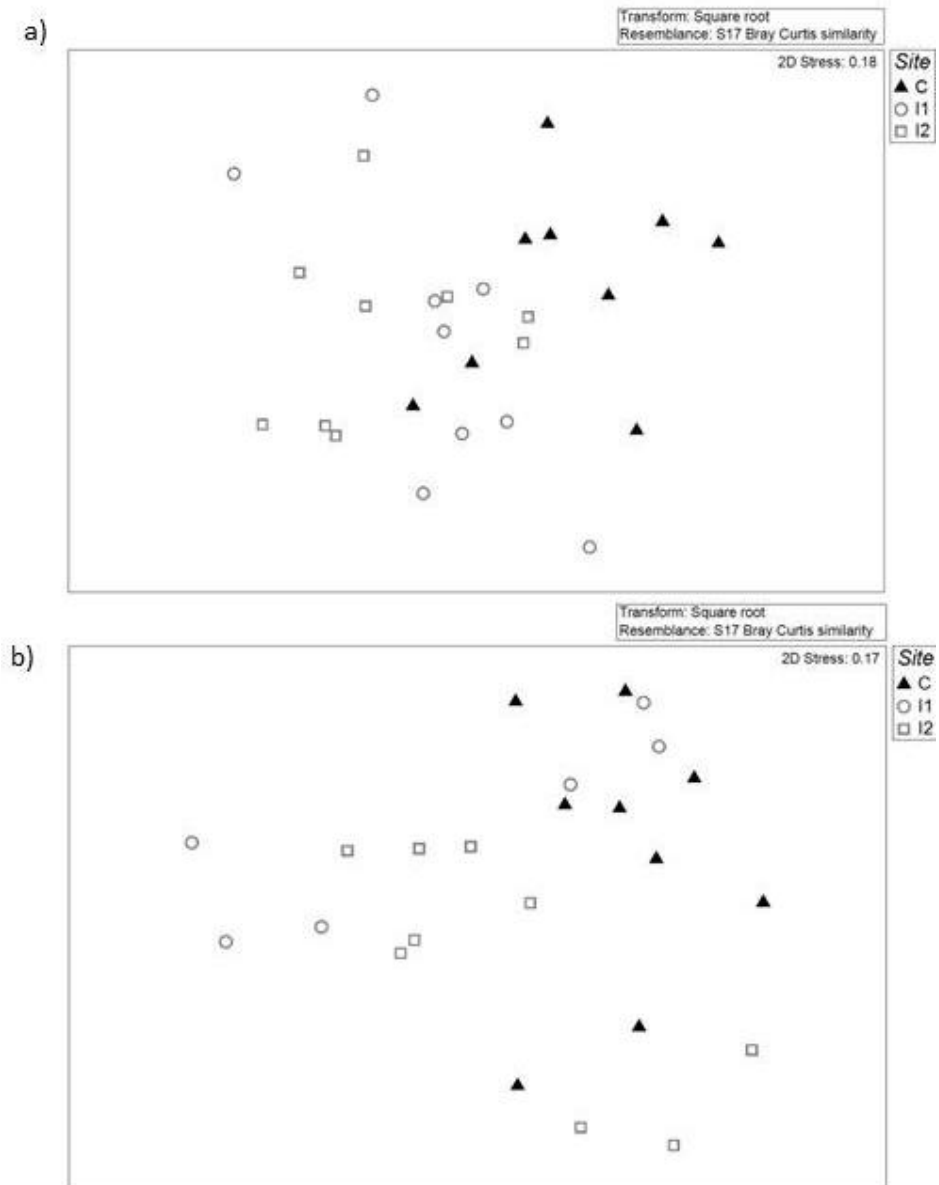 a)
Transform: Square root
Resemblance: S17 Bray Curtis similarity
2D Stress: 0.18
Site
C
I1
I2
b)
Transform: Square root
Resemblance: S17 Bray Curtis similarity
2D Stress: 0.17
Site
C
I1
I2